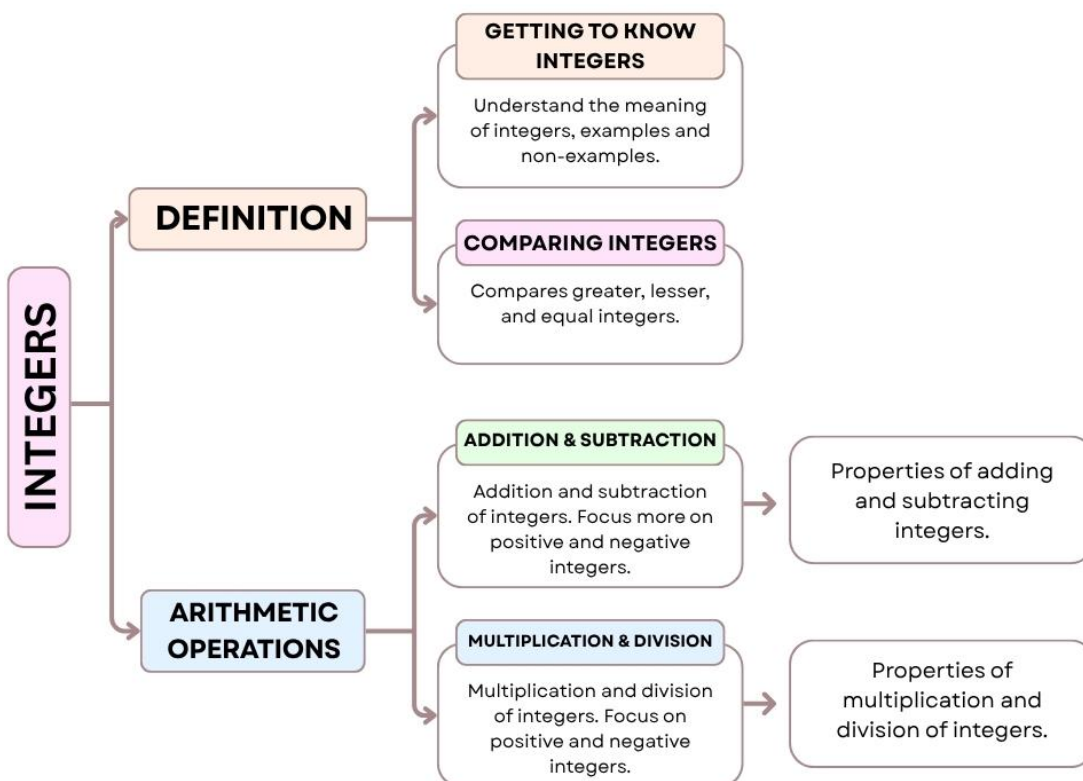 GETTING TO KNOW
INTEGERS
Understand the meaning
of integers, examples and
non-examples.
DEFINITION
COMPARING INTEGERS
Compares greater, lesser,
and equal integers.
INTEGERS
ADDITION & SUBTRACTION
Addition and subtraction
of integers. Focus more on
positive and negative
integers.
Properties of adding
and subtracting
integers.
ARITHMETIC
OPERATIONS
MULTIPLICATION & DIVISION
Multiplication and division
of integers. Focus on
positive and negative
integers.
Properties of
multiplication and
division of integers.